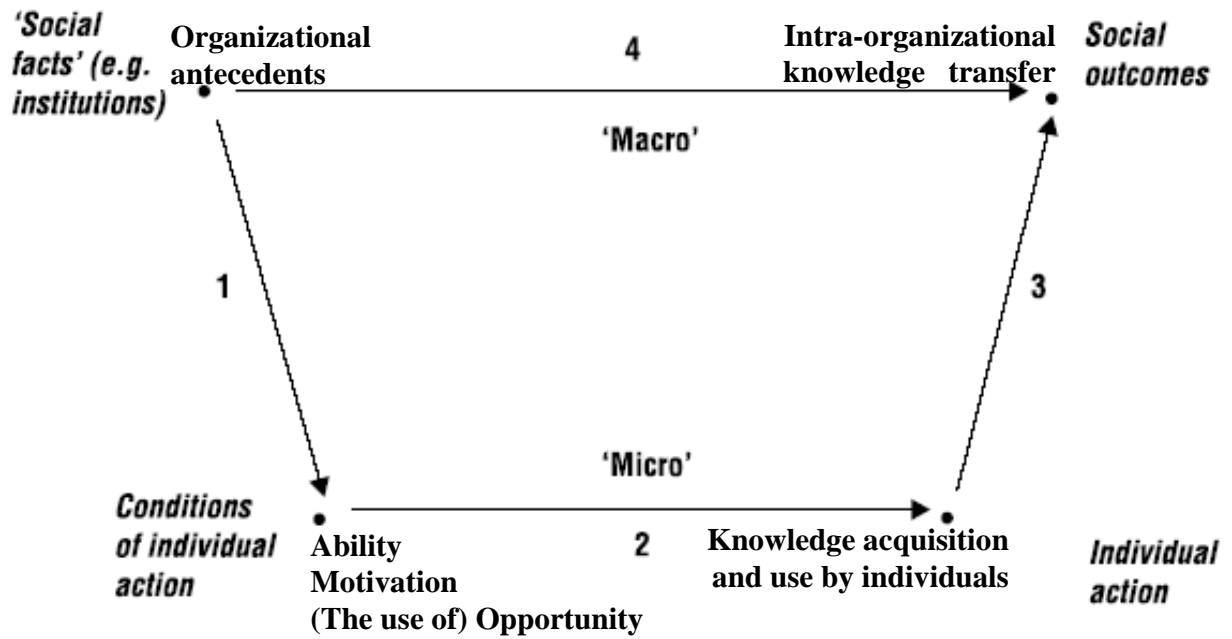 'Social
facts' (e.g.
institutions)
Organizational
antecedents
4
Intra-organizational
knowledge transfer
Social
outcomes
'Macro'
1
3
'Micro'
Conditions
of individual
action
Ability
Motivation
(The use of) Opportunity
2
Knowledge acquisition
and use by individuals
Individual
action